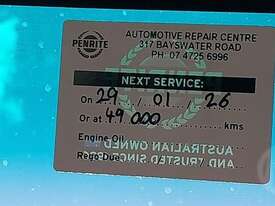 PENRITE
AUTOMOTIVE REPAIR CENTRE
317 BAYSWATER ROAD
PH: 07 4725 6996
NEXT SERVICE:
On 29 / 01 / 26
Or at 49 000 kms
Engine Oil
AUSTRALIAN OWNED
Rego Due
AND TRUSTED SINCE